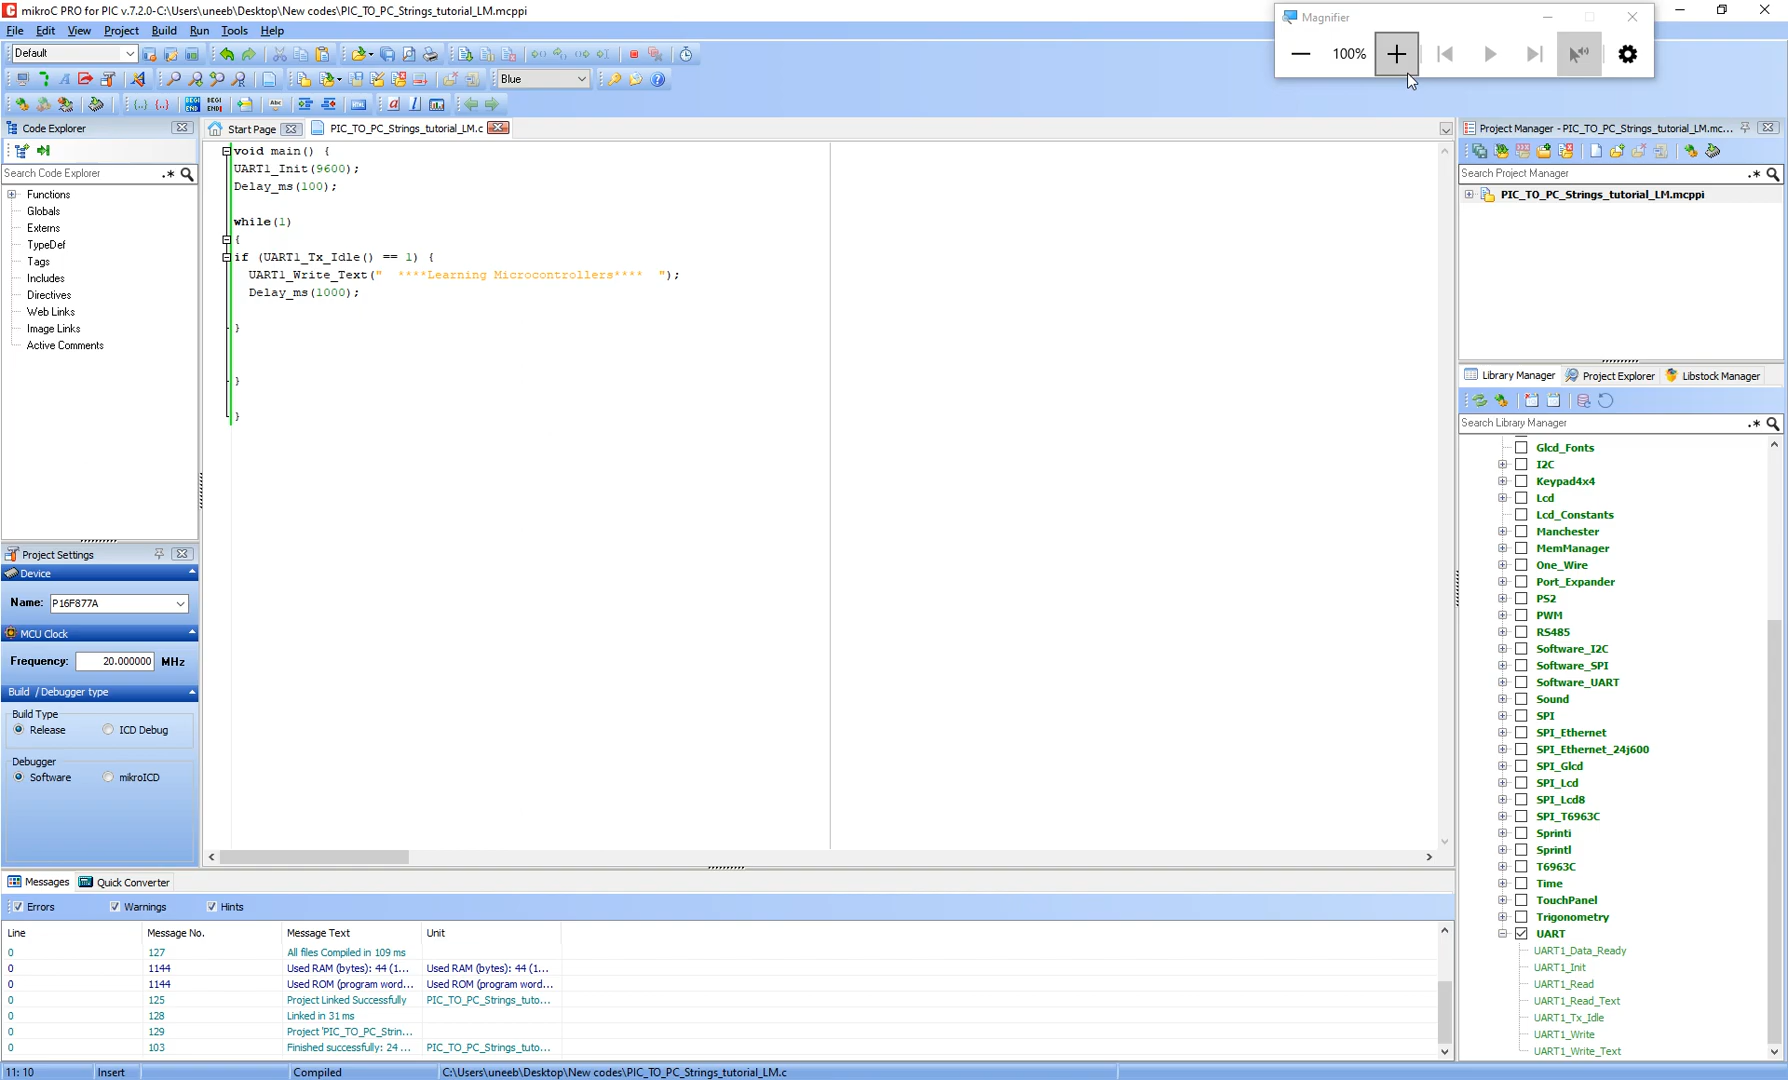 mikroC PRO for PIC v.7.2.0-C:\Users\uneeb\Desktop\New codes\PIC_TO_PC_Strings_tutorial_LM.mcppi
Magnifier
100%
File Edit View Project Build Run Tools Help
Default
Blue
Code Explorer
Start Page PIC_TO_PC_Strings_tutorial_LM.c
Project Manager - PIC_TO_PC_Strings_tutorial_LM.mc...
Search Code Explorer
Functions
Globals
Externs
TypeDef
Tags
Includes
Directives
Web Links
Image Links
Active Comments
void main() {
UART1_Init(9600);
Delay_ms(100);
while(1)
{
if (UART1_Tx_Idle() == 1) {
UART1_Write_Text("  ****Learning Microcontrollers****  ");
Delay_ms(1000);
}
}
}
Search Project Manager
PIC_TO_PC_Strings_tutorial_LM.mcppi
Library Manager Project Explorer Libstock Manager
Search Library Manager
Glcd_Fonts
I2C
Keypad4x4
Lcd
Lcd_Constants
Manchester
MemManager
One_Wire
Port_Expander
PS2
PWM
RS485
Software_I2C
Software_SPI
Software_UART
Sound
SPI
SPI_Ethernet
SPI_Ethernet_24j600
SPI_Glcd
SPI_Lcd
SPI_Lcd8
SPI_T6963C
Sprinti
Sprintl
T6963C
Time
TouchPanel
Trigonometry
UART
UART1_Data_Ready
UART1_Init
UART1_Read
UART1_Read_Text
UART1_Tx_Idle
UART1_Write
UART1_Write_Text
Project Settings
Device
Name: P16F877A
MCU Clock
Frequency: 20.000000 MHz
Build / Debugger type
Build Type
Release ICD Debug
Debugger
Software mikroICD
Messages Quick Converter
Errors Warnings Hints
Line Message No. Message Text Unit
0 127 All files Compiled in 109 ms
0 1144 Used RAM (bytes): 44 (1... Used RAM (bytes): 44 (1...
0 1144 Used ROM (program word... Used ROM (program word...
0 125 Project Linked Successfully PIC_TO_PC_Strings_tuto...
0 128 Linked in 31 ms
0 129 Project 'PIC_TO_PC_Strin...
0 103 Finished successfully: 24 ... PIC_TO_PC_Strings_tuto...
11: 10 Insert Compiled C:\Users\uneeb\Desktop\New codes\PIC_TO_PC_Strings_tutorial_LM.c